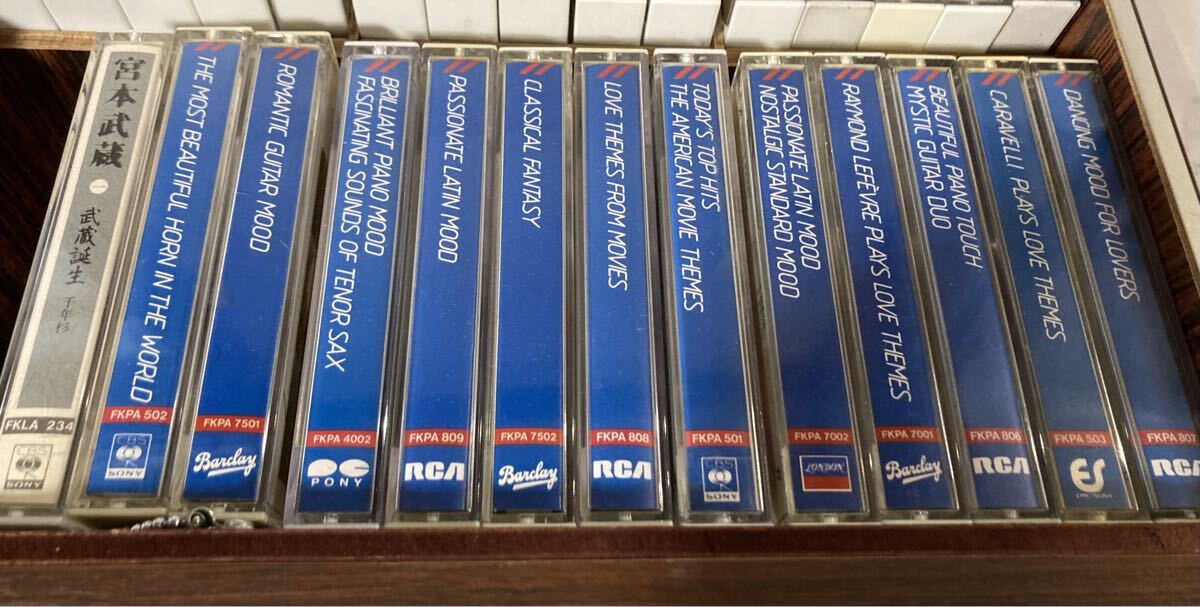 宮本武蔵
一
武蔵誕生
千年杉
FKLA 234
CBS
SONY
THE MOST BEAUTIFUL HORN IN THE WORLD
FKPA 502
CBS
SONY
ROMANTIC GUITAR MOOD
FKPA 7501
Barclay
BRILLIANT PIANO MOOD
FASCINATING SOUNDS OF TENOR SAX
FKPA 4002
PONY
PASSIONATE LATIN MOOD
FKPA 809
RCA
CLASSICAL FANTASY
FKPA 7502
Barclay
LOVE THEMES FROM MOVIES
FKPA 808
RCA
TODAY'S TOP HITS
THE AMERICAN MOVIE THEMES
FKPA 501
CBS
SONY
PASSIONATE LATIN MOOD
NOSTALGIC STANDARD MOOD
FKPA 7002
LONDON
RAYMOND LEFÈVRE PLAYS LOVE THEMES
FKPA 7001
Barclay
BEAUTIFUL PIANO TOUCH
MYSTIC GUITAR DUO
FKPA 806
RCA
CARAVELLI PLAYS LOVE THEMES
FKPA 503
EPIC/SONY
DANCING MOOD FOR LOVERS
FKPA 807
RCA